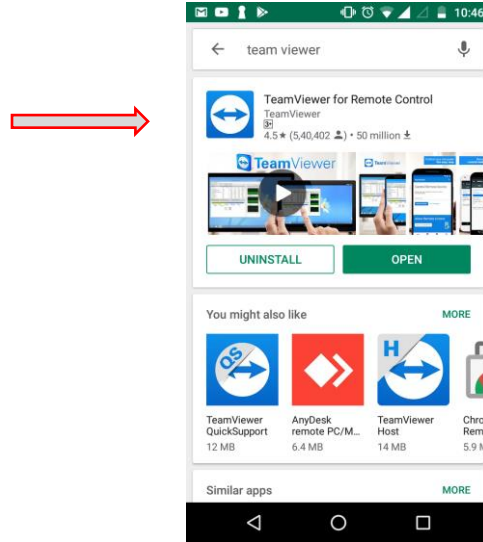 10:46
team viewer
TeamViewer for Remote Control
TeamViewer
3+
4.5★ (5,40,402) • 50 million
TeamViewer
UNINSTALL
OPEN
You might also like
MORE
QS
H
TeamViewer
QuickSupport
12 MB
AnyDesk
remote PC/M...
6.4 MB
TeamViewer
Host
14 MB
Chro
Rem
5.9 M
Similar apps
MORE